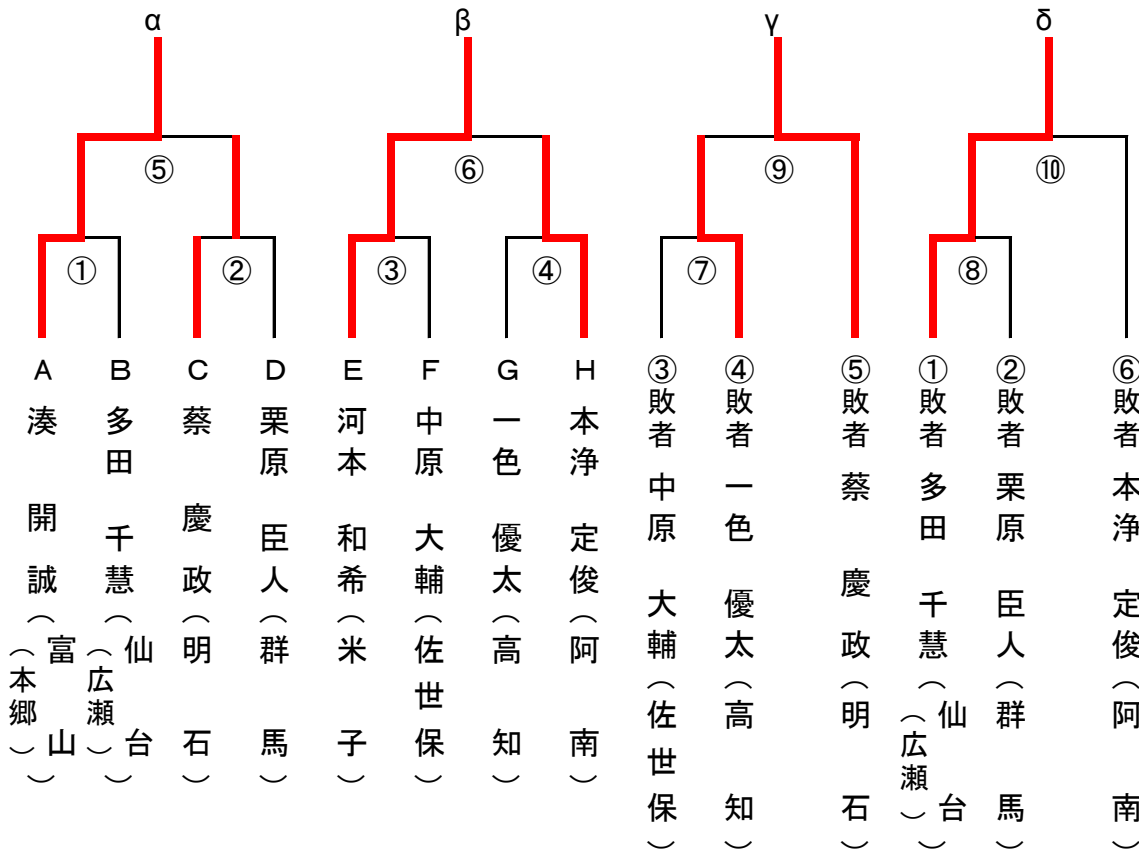 α β γ δ
⑤ ⑥ ⑨ ⑩
① ② ③ ④ ⑦ ⑧
A 湊 開誠（富山（本郷））
B 多田 千慧（仙台（広瀬））
C 蔡 慶政（明石）
D 栗原 臣人（群馬）
E 河本 和希（米子）
F 中原 大輔（佐世保）
G 一色 優太（高知）
H 本浄 定俊（阿南）
③敗者 中原 大輔（佐世保）
④敗者 一色 優太（高知）
⑤敗者 蔡 慶政（明石）
①敗者 多田 千慧（仙台（広瀬））
②敗者 栗原 臣人（群馬）
⑥敗者 本浄 定俊（阿南）